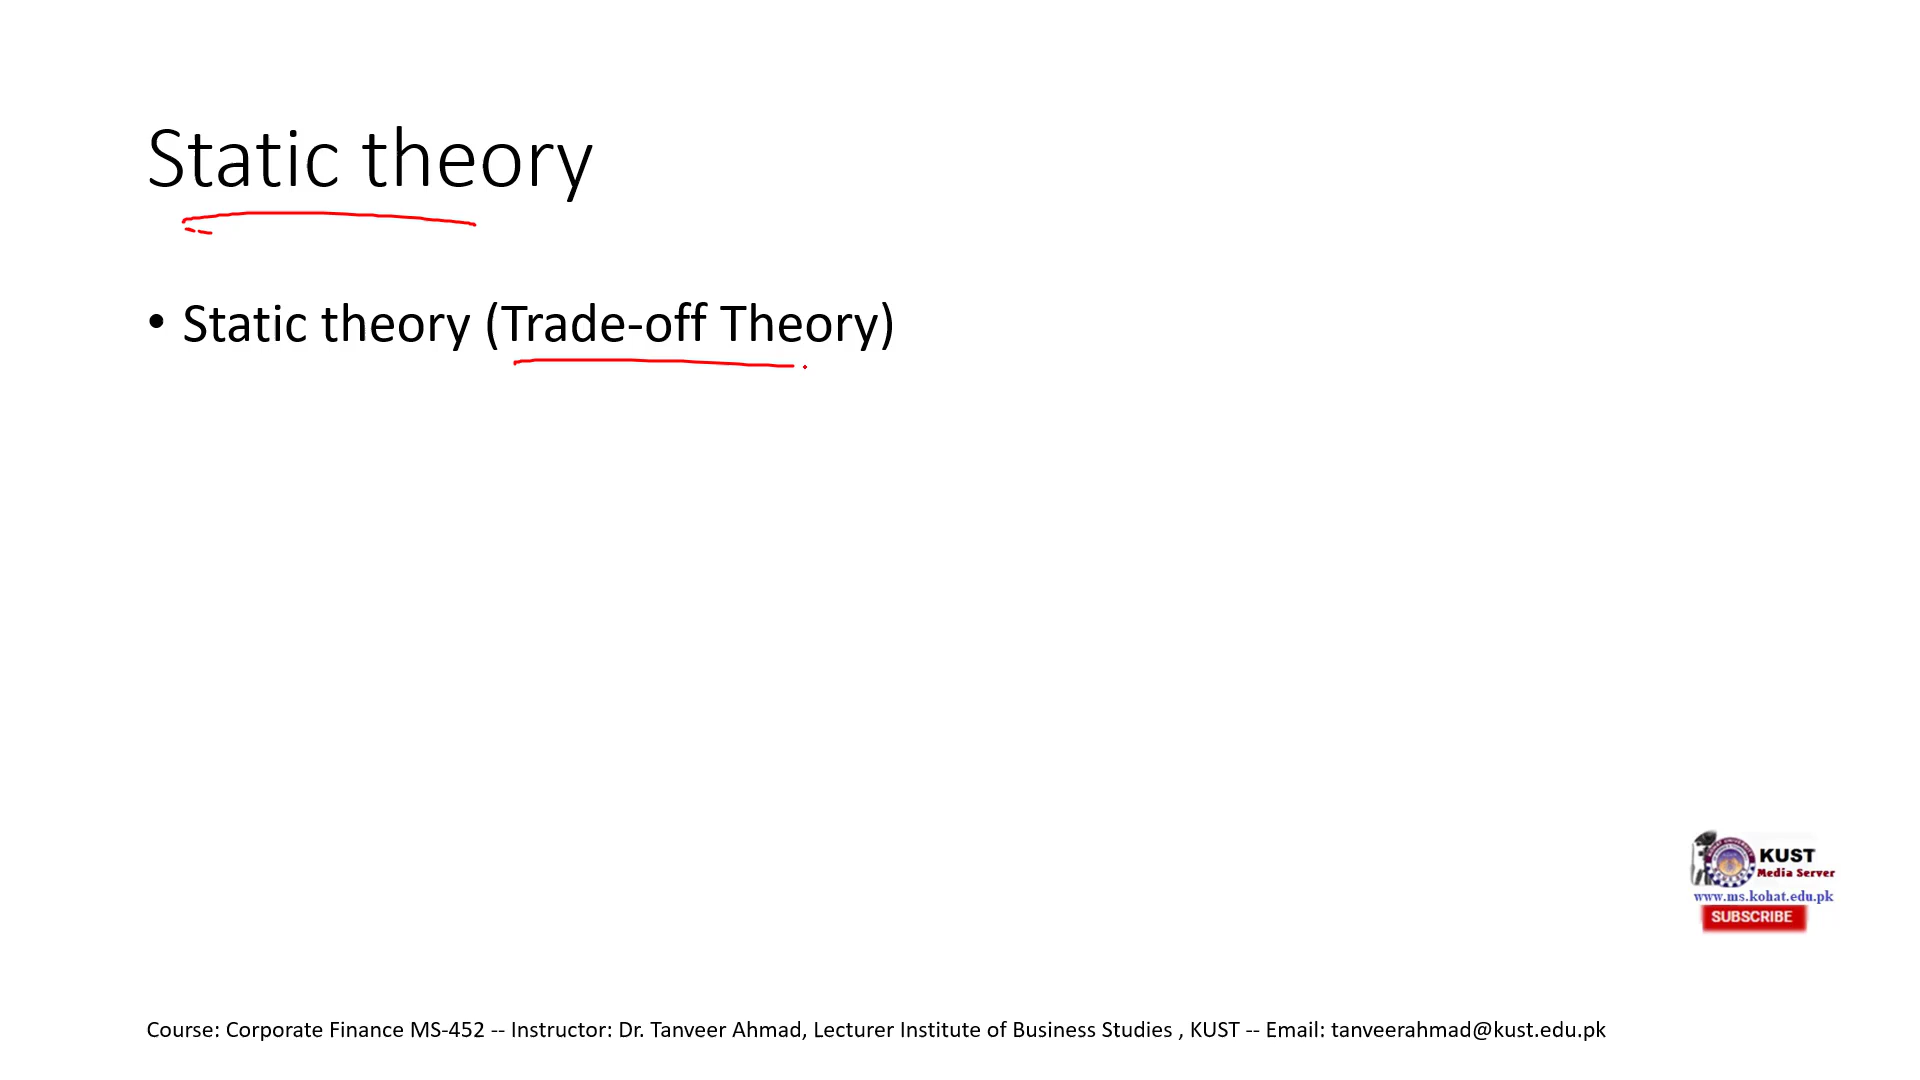 Static theory
• Static theory (Trade-off Theory)
KUST
Media Server
www.ms.kohat.edu.pk
SUBSCRIBE
Course: Corporate Finance MS-452 -- Instructor: Dr. Tanveer Ahmad, Lecturer Institute of Business Studies , KUST -- Email: tanveerahmad@kust.edu.pk